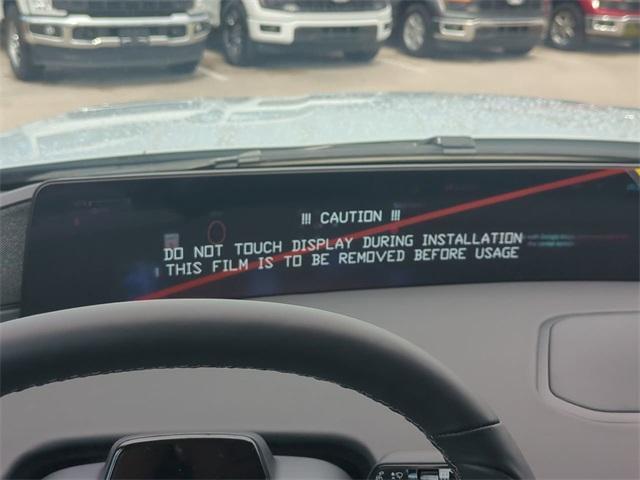 !!! CAUTION !!!
DO NOT TOUCH DISPLAY DURING INSTALLATION
THIS FILM IS TO BE REMOVED BEFORE USAGE